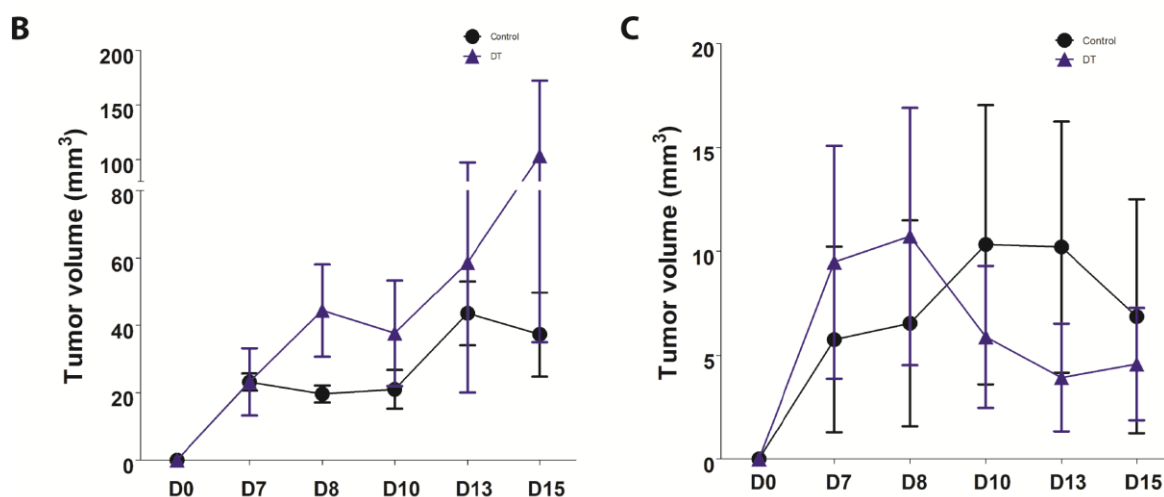 B
Control
DT
Tumor volume (mm³)
200
150
100
80
60
40
20
0
D0 D7 D8 D10 D13 D15
C
Control
DT
Tumor volume (mm³)
20
15
10
5
0
D0 D7 D8 D10 D13 D15